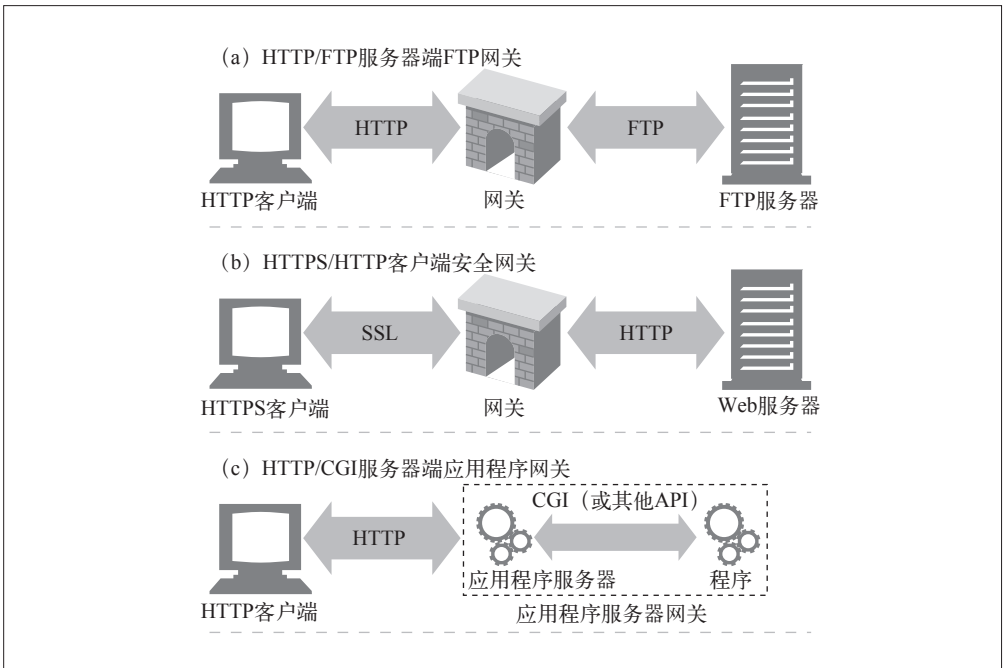 （a）HTTP/FTP服务器端FTP网关
HTTP
FTP
HTTP客户端
网关
FTP服务器
（b）HTTPS/HTTP客户端安全网关
SSL
HTTP
HTTPS客户端
网关
Web服务器
（c）HTTP/CGI服务器端应用程序网关
CGI（或其他API）
HTTP
应用程序服务器
程序
HTTP客户端
应用程序服务器网关